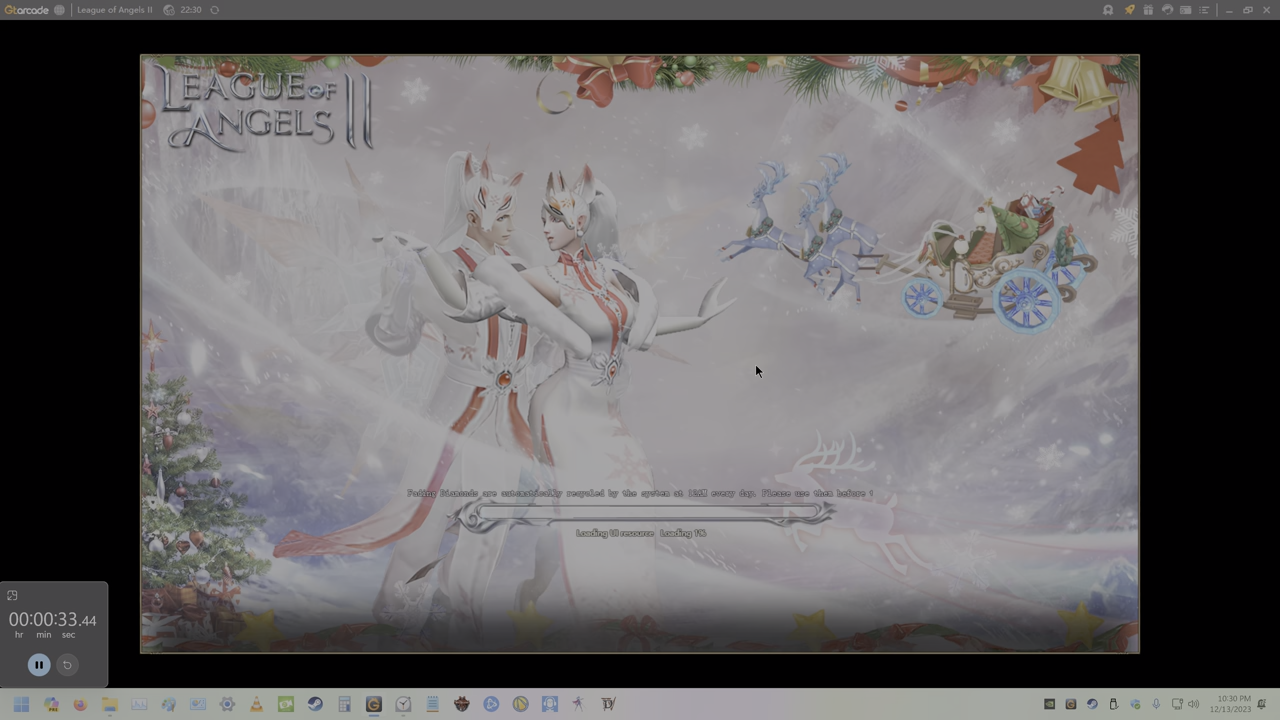 Gtarcade
League of Angels II
22:30
LEAGUE OF
ANGELS II
Fading Diamonds are automatically recycled by the system at 12AM every day. Please use them before
Loading UI resource Loading 1%
00:00:33.44
hr min sec
10:30 PM
12/13/2023